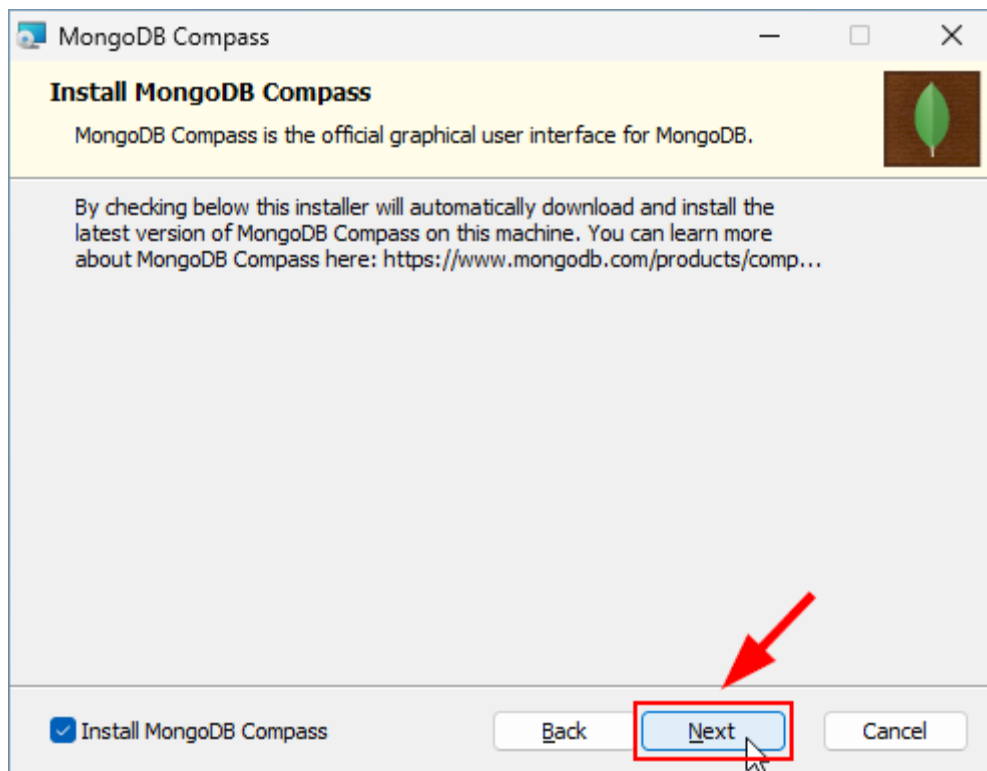 MongoDB Compass
Install MongoDB Compass
MongoDB Compass is the official graphical user interface for MongoDB.
By checking below this installer will automatically download and install the
latest version of MongoDB Compass on this machine. You can learn more
about MongoDB Compass here: https://www.mongodb.com/products/comp...
Install MongoDB Compass
Back
Next
Cancel